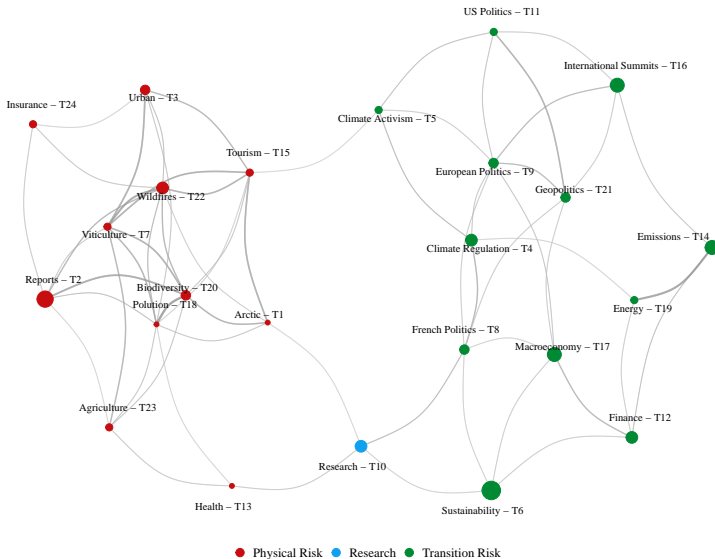 US Politics – T11
International Summits – T16
Urban – T3
Insurance – T24
Climate Activism – T5
Tourism – T15
European Politics – T9
Geopolitics – T21
Wildfires – T22
Viticulture – T7
Emissions – T14
Climate Regulation – T4
Reports – T2
Biodiversity – T20
Polution – T18
Arctic – T1
Energy – T19
French Politics – T8
Macroeconomy – T17
Agriculture – T23
Finance – T12
Research – T10
Health – T13
Sustainability – T6
Physical Risk Research Transition Risk